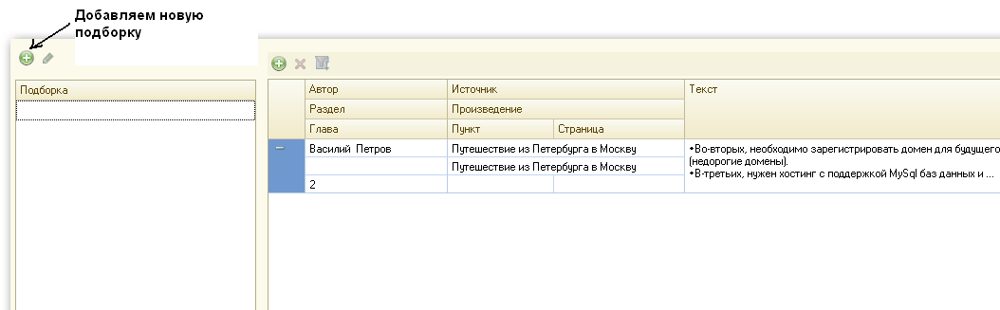 Добавляем новую
подборку
Подборка
Автор Источник Текст
Раздел Произведение
Глава Пункт Страница
Василий Петров Путешествие из Петербурга в Москву •Во-вторых, необходимо зарегистрировать домен для будущего
Путешествие из Петербурга в Москву (недорогие домены).
•В-третьих, нужен хостинг с поддержкой MySql баз данных и ...
2